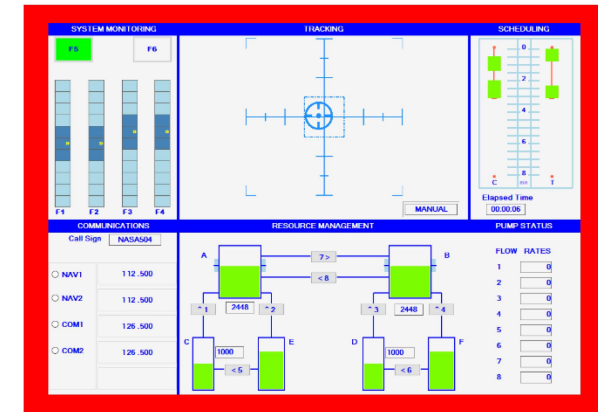 SYSTEM MONITORING
F5 F6
F1 F2 F3 F4
TRACKING
MANUAL
SCHEDULING
0
2
4
6
8
C min T
Elapsed Time
00:00:06
COMMUNICATIONS
Call Sign NASA504
NAV1 112.500
NAV2 112.500
COM1 126.500
COM2 126.500
RESOURCE MANAGEMENT
A 7 > B
< 8
^ 1 2448 ^ 2 ^ 3 2448 ^ 4
C 1000 E D 1000 F
< 5 < 6
PUMP STATUS
FLOW RATES
1 0
2 0
3 0
4 0
5 0
6 0
7 0
8 0